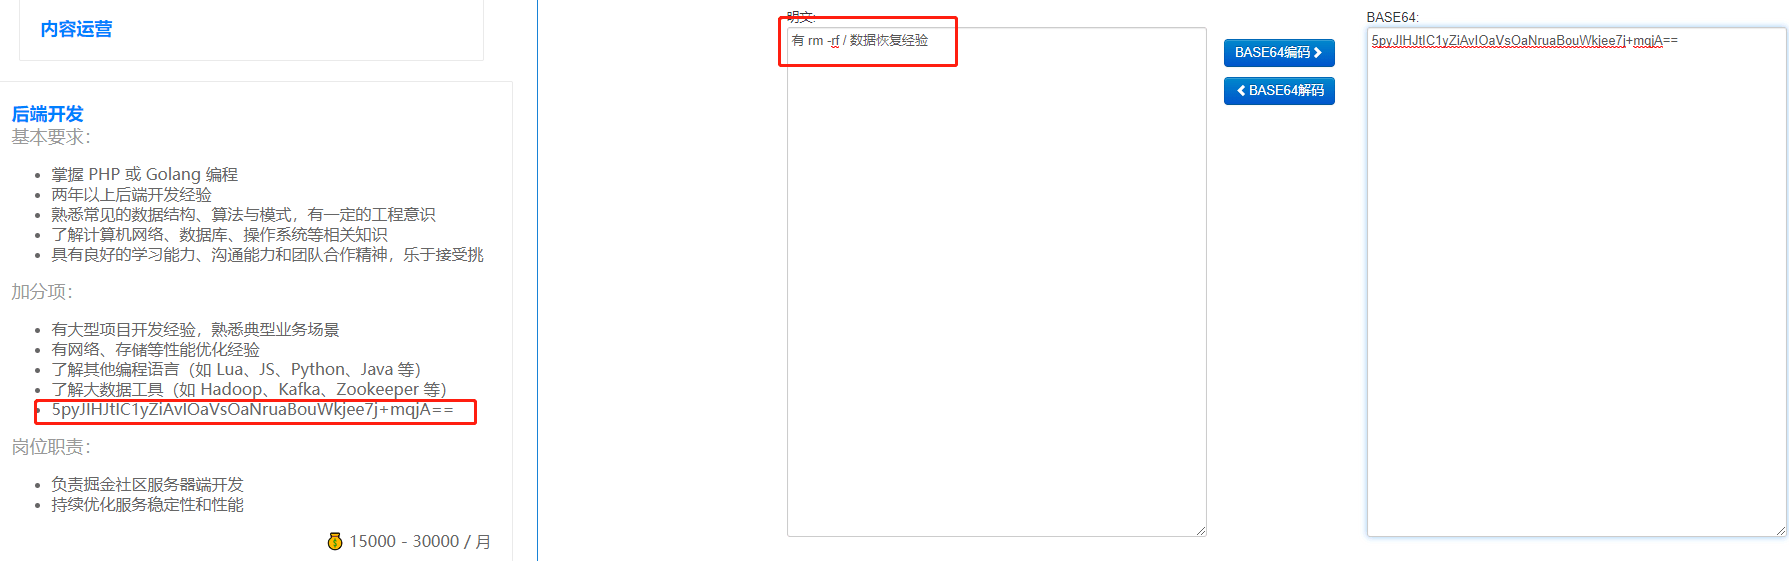 内容运营
后端开发
基本要求：
掌握 PHP 或 Golang 编程
两年以上后端开发经验
熟悉常见的数据结构、算法与模式，有一定的工程意识
了解计算机网络、数据库、操作系统等相关知识
具有良好的学习能力、沟通能力和团队合作精神，乐于接受挑
加分项：
有大型项目开发经验，熟悉典型业务场景
有网络、存储等性能优化经验
了解其他编程语言（如 Lua、JS、Python、Java 等）
了解大数据工具（如 Hadoop、Kafka、Zookeeper 等）
5pyJIHJtIC1yZiAvIOaVsOaNruaBouWkjee7j+mqjA==
岗位职责：
负责掘金社区服务器端开发
持续优化服务稳定性和性能
15000 - 30000 / 月
明文:
有 rm -rf / 数据恢复经验
BASE64编码
BASE64解码
BASE64:
5pyJIHJtIC1yZiAvIOaVsOaNruaBouWkjee7j+mqjA==